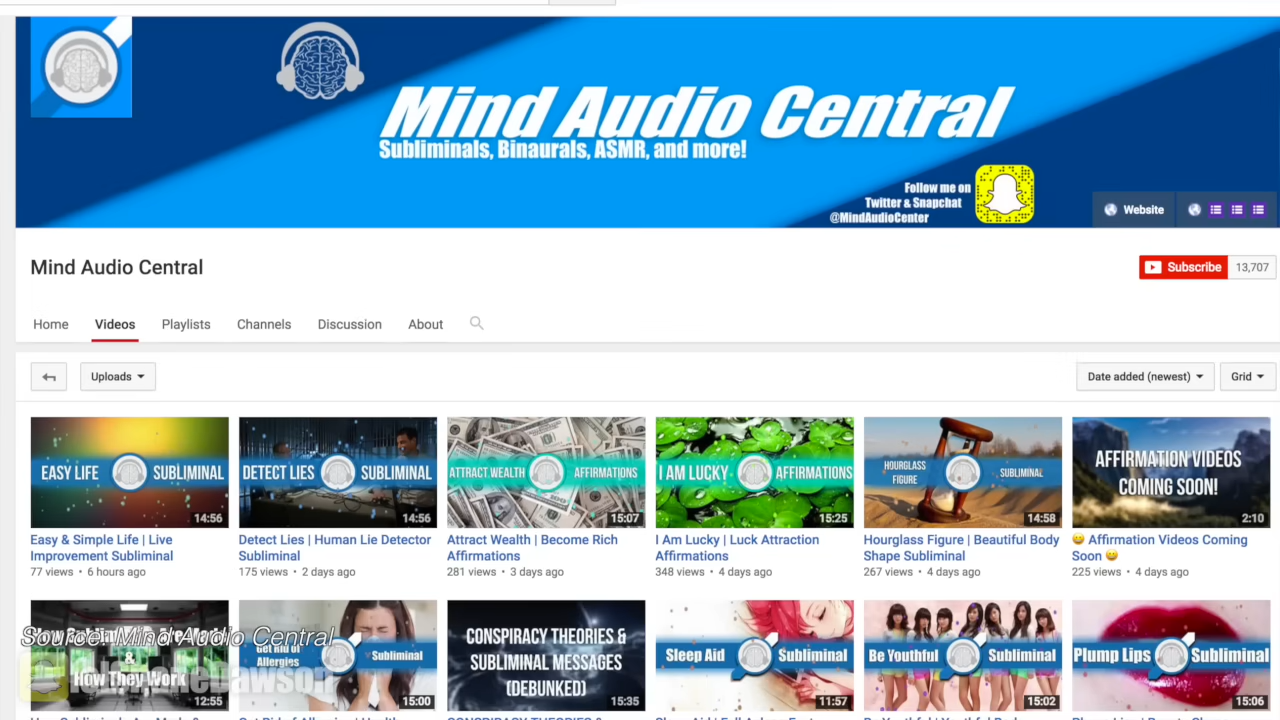 Mind Audio Central
Subliminals, Binaurals, ASMR, and more!
Follow me on
Twitter & Snapchat
@MindAudioCenter
Website
Mind Audio Central
Subscribe 13,707
Home Videos Playlists Channels Discussion About
Uploads Date added (newest) Grid
EASY LIFE SUBLIMINAL
14:56
DETECT LIES SUBLIMINAL
14:56
ATTRACT WEALTH AFFIRMATIONS
15:07
I AM LUCKY AFFIRMATIONS
15:25
HOURGLASS
FIGURE
SUBLIMINAL
14:58
AFFIRMATION VIDEOS
COMING SOON!
2:10
Easy & Simple Life | Live
Improvement Subliminal
77 views • 6 hours ago
Detect Lies | Human Lie Detector
Subliminal
175 views • 2 days ago
Attract Wealth | Become Rich
Affirmations
281 views • 3 days ago
I Am Lucky | Luck Attraction
Affirmations
348 views • 4 days ago
Hourglass Figure | Beautiful Body
Shape Subliminal
267 views • 4 days ago
😀 Affirmation Videos Coming
Soon 😀
225 views • 4 days ago
Source: Mind Audio Central
&
How They Work
12:55
Get Rid of
Allergies
Subliminal
15:00
CONSPIRACY THEORIES &
SUBLIMINAL MESSAGES
(DEBUNKED)
15:35
Sleep Aid Subliminal
11:57
Be Youthful Subliminal
15:02
Plump Lips Subliminal
15:06